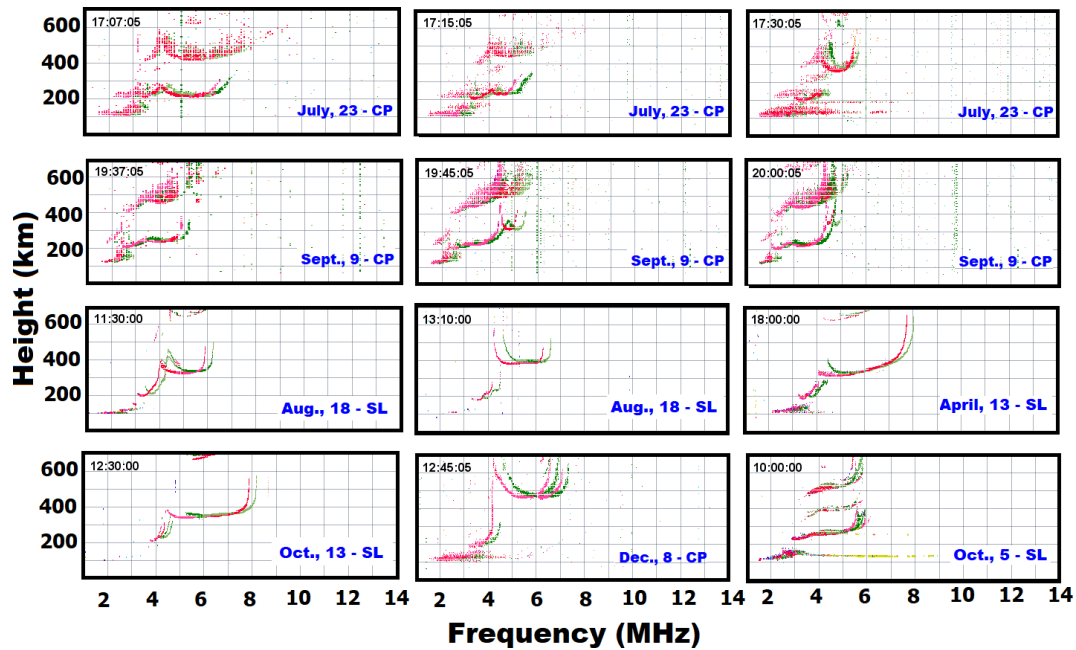 Height (km)
600
400
200
17:07:05
July, 23 - CP
17:15:05
July, 23 - CP
17:30:05
July, 23 - CP
600
400
200
19:37:05
Sept., 9 - CP
19:45:05
Sept., 9 - CP
20:00:05
Sept., 9 - CP
600
400
200
11:30:00
Aug., 18 - SL
13:10:00
Aug., 18 - SL
18:00:00
April, 13 - SL
600
400
200
12:30:00
Oct., 13 - SL
12:45:05
Dec., 8 - CP
10:00:00
Oct., 5 - SL
2 4 6 8 10 12 14
2 4 6 8 10 12 14
2 4 6 8 10 12 14
Frequency (MHz)